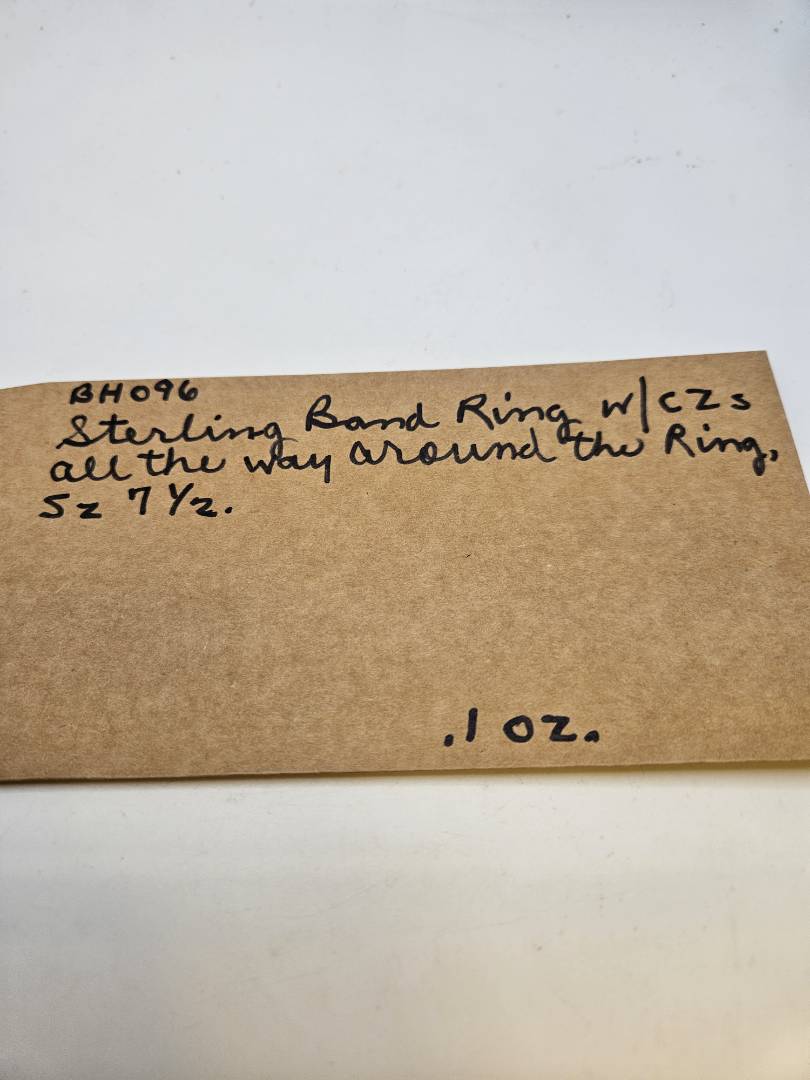 BH096
Sterling Band Ring w/CZs
all the way around the Ring,
Sz 7 1/2.
.1 oz.